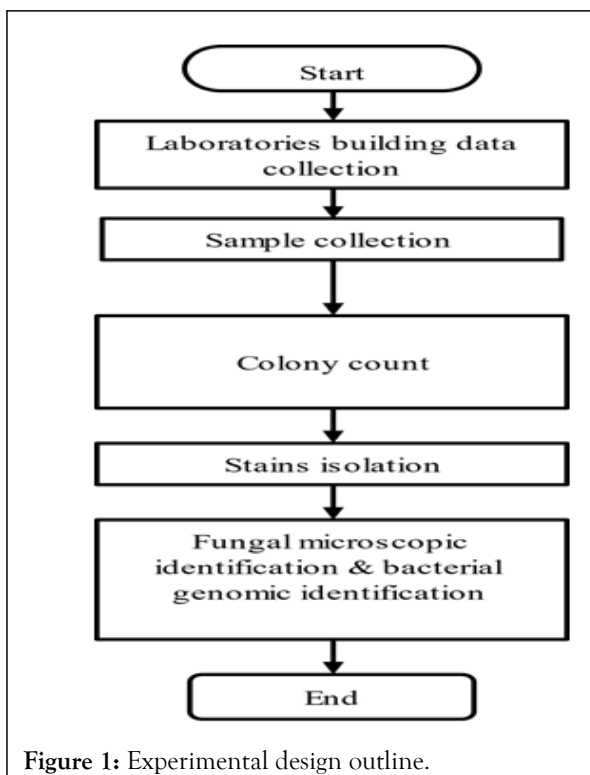 Start
Laboratories building data
collection
Sample collection
Colony count
Stains isolation
Fungal microscopic
identification & bacterial
genomic identification
End
Figure 1: Experimental design outline.